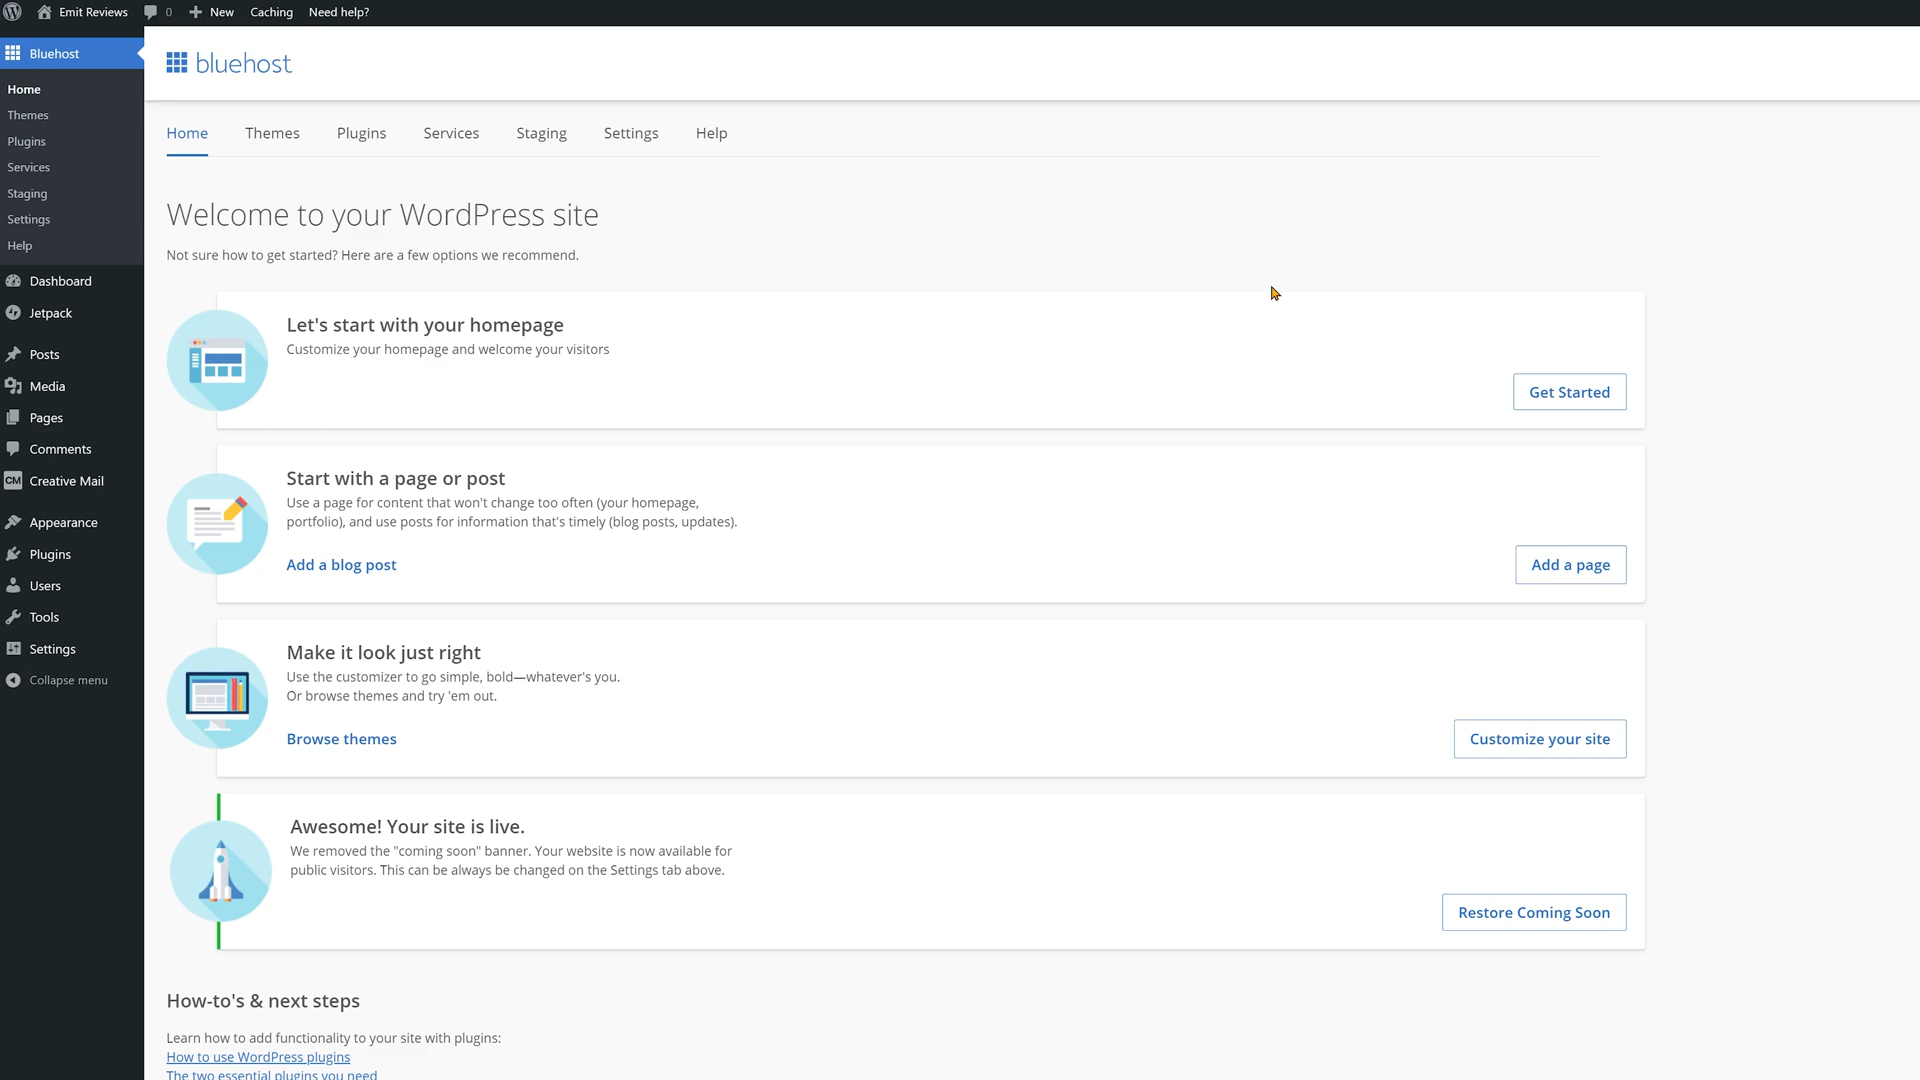 Emit Reviews 0 New Caching Need help?
Bluehost
Home
Themes
Plugins
Services
Staging
Settings
Help
Dashboard
Jetpack
Posts
Media
Pages
Comments
CM Creative Mail
Appearance
Plugins
Users
Tools
Settings
Collapse menu
bluehost
Home Themes Plugins Services Staging Settings Help
Welcome to your WordPress site
Not sure how to get started? Here are a few options we recommend.
Let's start with your homepage
Customize your homepage and welcome your visitors
Get Started
Start with a page or post
Use a page for content that won't change too often (your homepage,
portfolio), and use posts for information that's timely (blog posts, updates).
Add a blog post
Add a page
Make it look just right
Use the customizer to go simple, bold—whatever's you.
Or browse themes and try 'em out.
Browse themes
Customize your site
Awesome! Your site is live.
We removed the "coming soon" banner. Your website is now available for
public visitors. This can be always be changed on the Settings tab above.
Restore Coming Soon
How-to's & next steps
Learn how to add functionality to your site with plugins:
How to use WordPress plugins
The two essential plugins you need